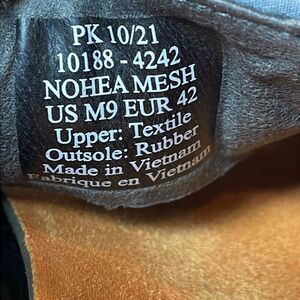 PK 10/21
10188 - 4242
NOHEA MESH
US M9 EUR 42
Upper: Textile
Outsole: Rubber
Made in Vietnam
Fabrique en Vietnam